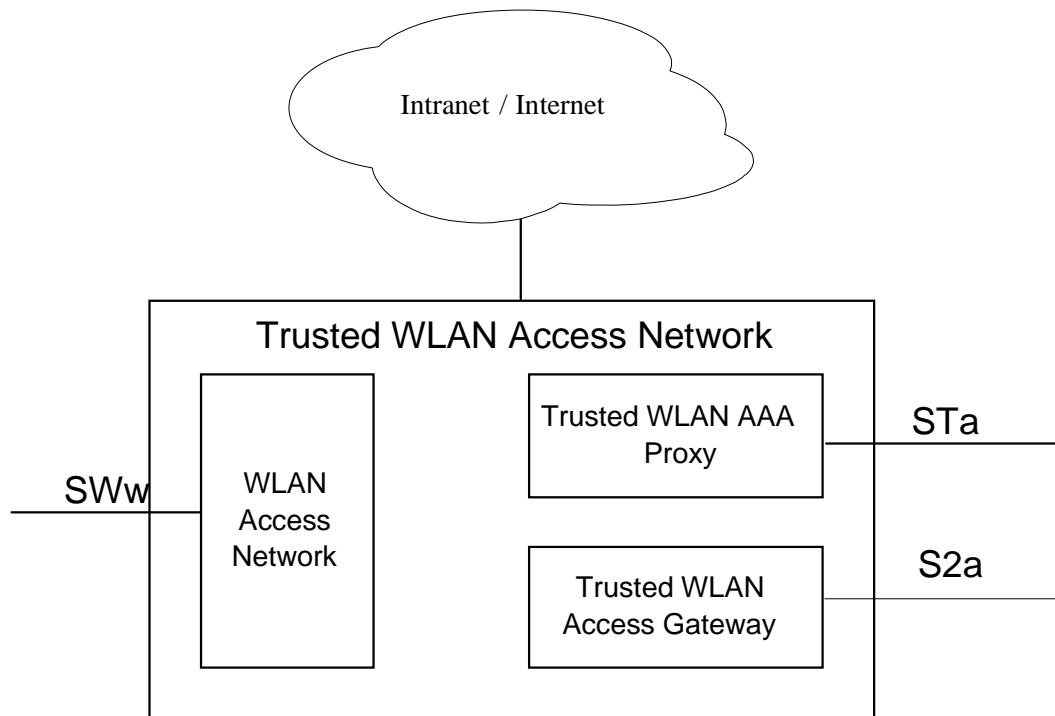 Intranet / Internet
Trusted WLAN Access Network
Trusted WLAN AAA
Proxy
STa
SWw
WLAN
Access
Network
S2a
Trusted WLAN
Access Gateway